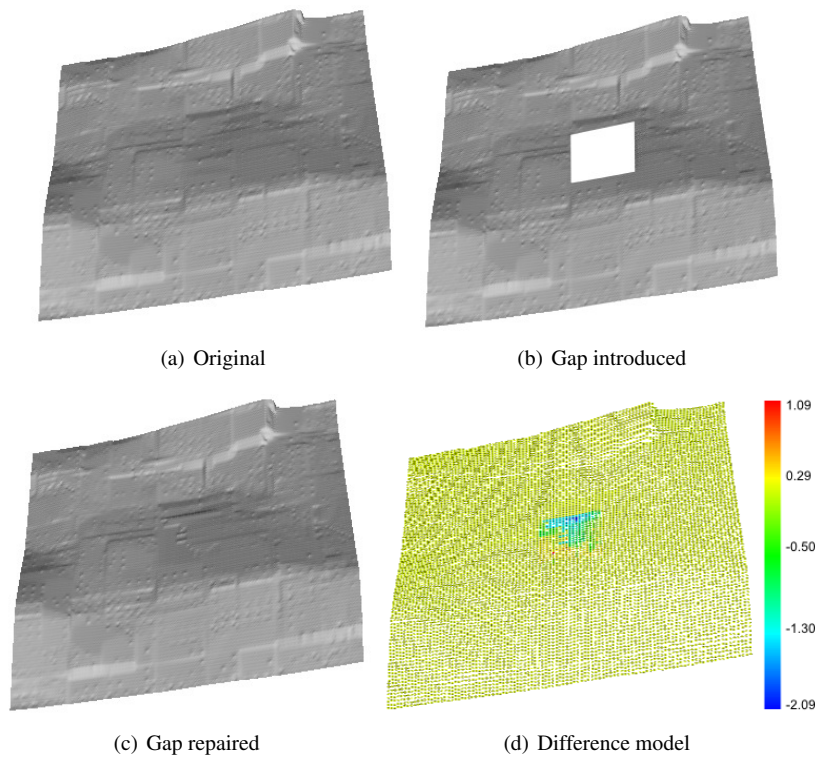 (a) Original
(b) Gap introduced
1.09
0.29
-0.50
-1.30
-2.09
(c) Gap repaired
(d) Difference model